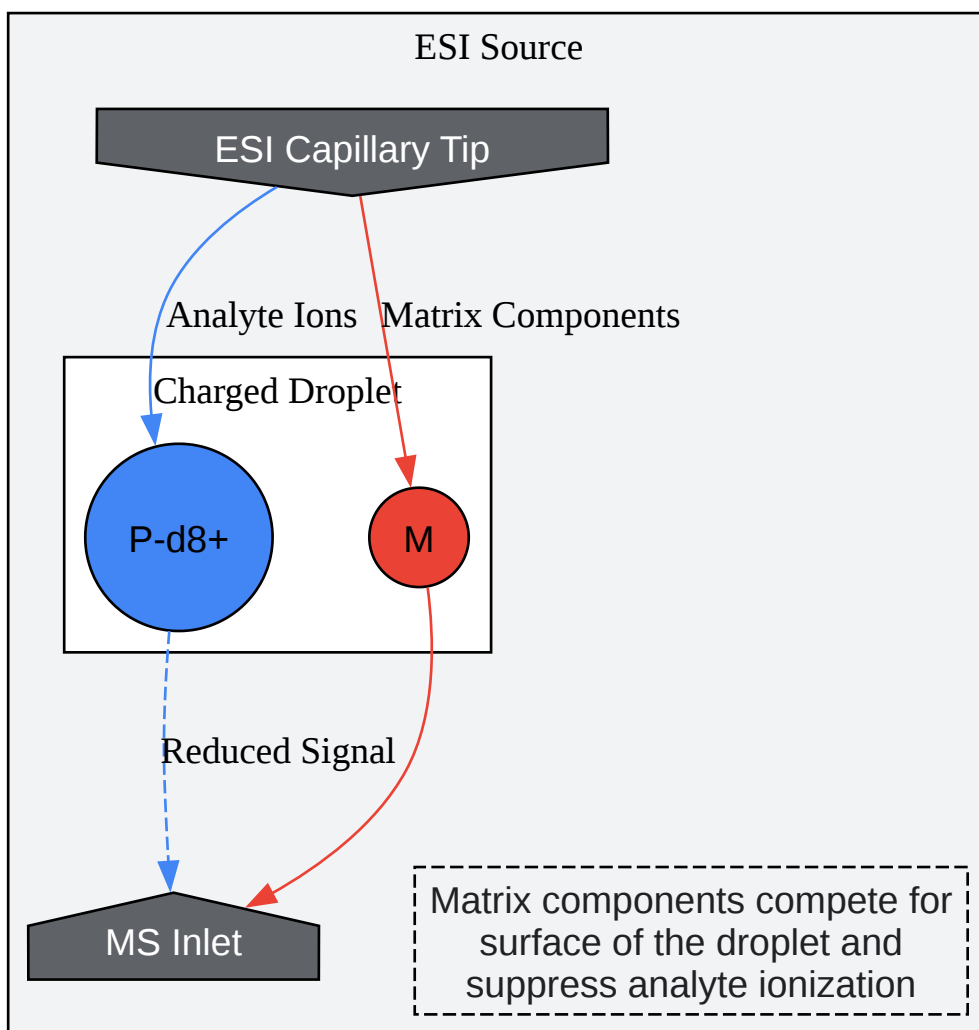 ESI Source
ESI Capillary Tip
Analyte Ions
Matrix Components
Charged Droplet
P-d8+
M
Reduced Signal
MS Inlet
Matrix components compete for
surface of the droplet and
suppress analyte ionization